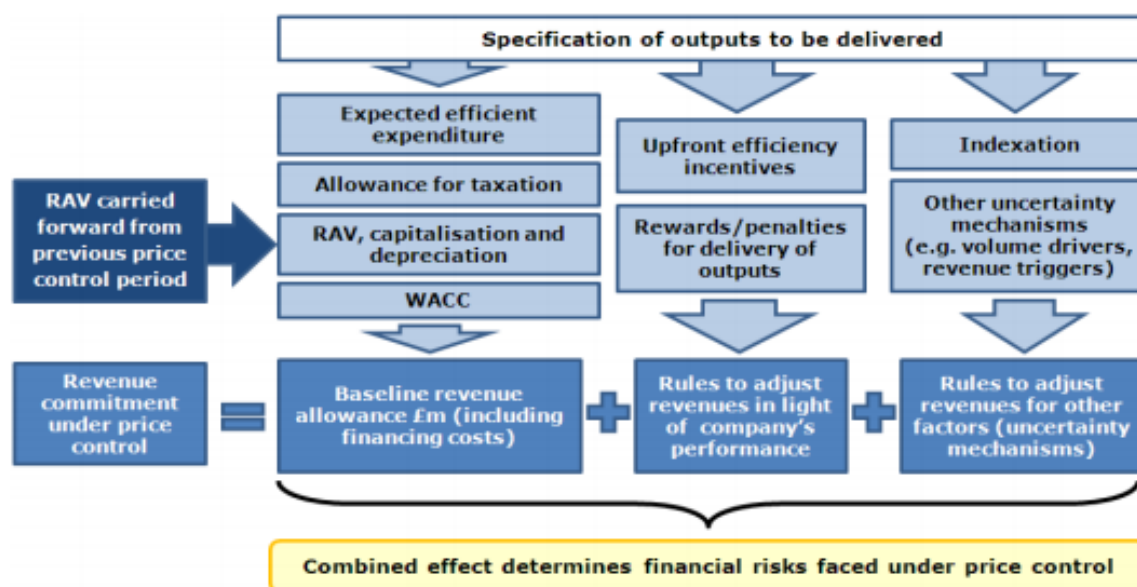 Specification of outputs to be delivered
Expected efficient
expenditure
Allowance for taxation
RAV, capitalisation and
depreciation
WACC
Upfront efficiency
incentives
Rewards/penalties
for delivery of
outputs
Indexation
Other uncertainty
mechanisms
(e.g. volume drivers,
revenue triggers)
RAV carried
forward from
previous price
control period
Revenue
commitment
under price
control
=
Baseline revenue
allowance £m (including
financing costs)
+
Rules to adjust
revenues in light
of company's
performance
+
Rules to adjust
revenues for other
factors (uncertainty
mechanisms)
Combined effect determines financial risks faced under price control